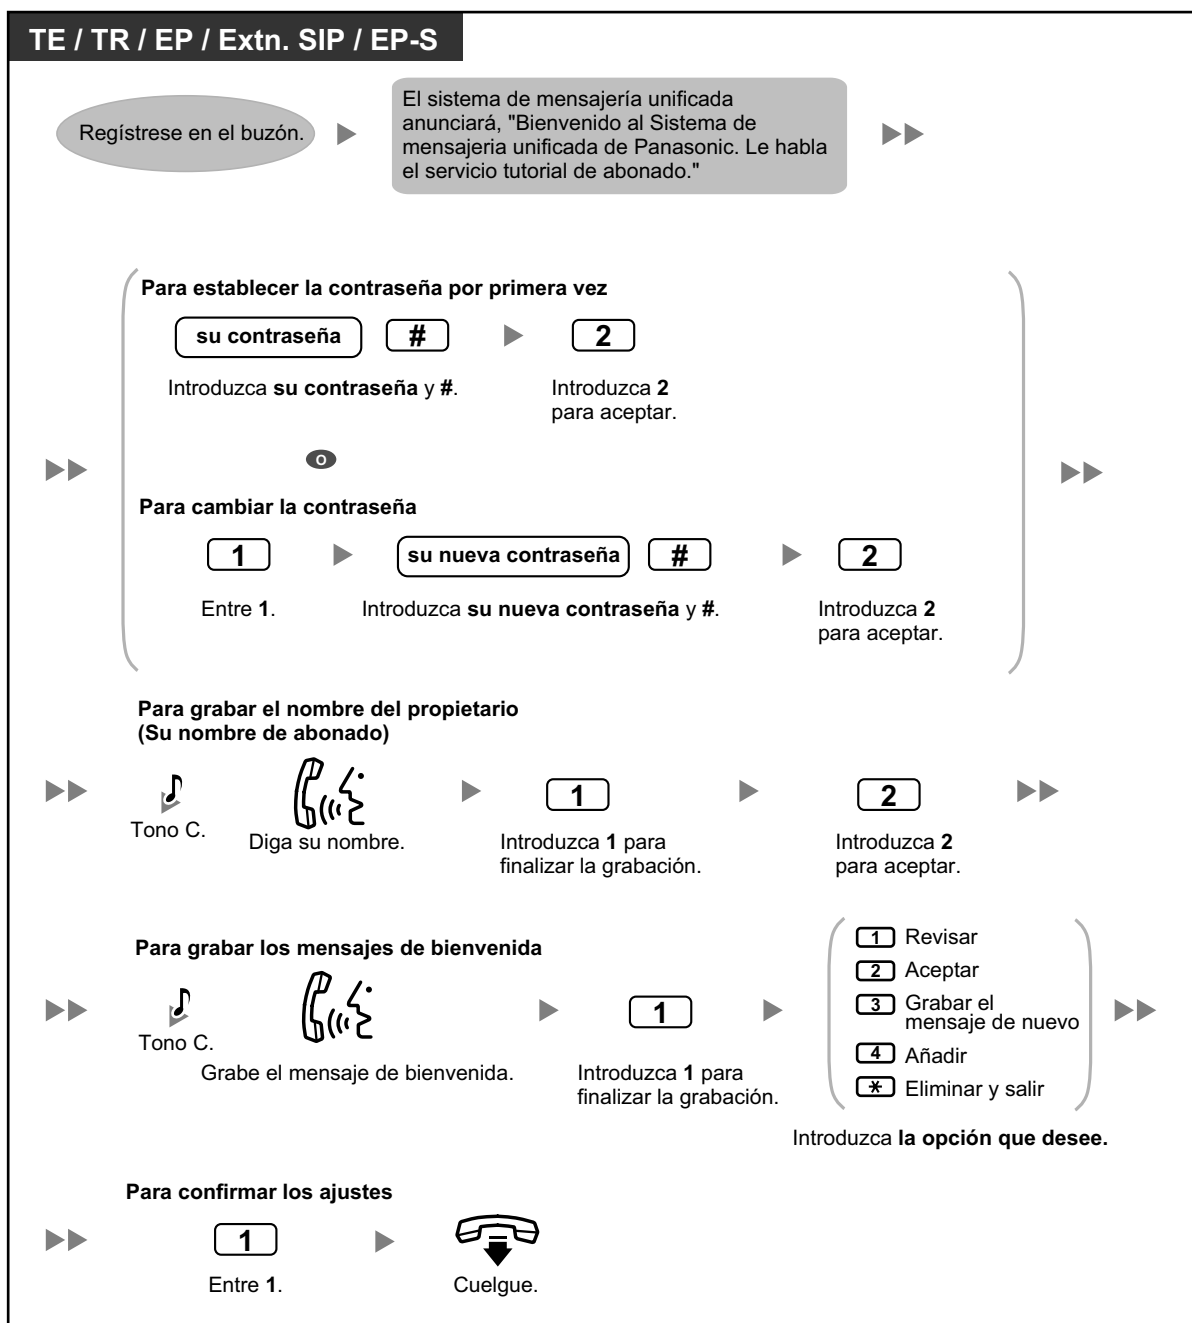 TE / TR / EP / Extn. SIP / EP-S
Regístrese en el buzón.
El sistema de mensajería unificada
anunciará, "Bienvenido al Sistema de
mensajeria unificada de Panasonic. Le habla
el servicio tutorial de abonado."
Para establecer la contraseña por primera vez
su contraseña # 2
Introduzca su contraseña y #. Introduzca 2
para aceptar.
O
Para cambiar la contraseña
1 su nueva contraseña # 2
Entre 1. Introduzca su nueva contraseña y #. Introduzca 2
para aceptar.
Para grabar el nombre del propietario
(Su nombre de abonado)
1 2
Tono C. Diga su nombre. Introduzca 1 para
finalizar la grabación.
Introduzca 2
para aceptar.
Para grabar los mensajes de bienvenida
Tono C.
Grabe el mensaje de bienvenida.
1
Introduzca 1 para
finalizar la grabación.
1 Revisar
2 Aceptar
3 Grabar el
mensaje de nuevo
4 Añadir
* Eliminar y salir
Introduzca la opción que desee.
Para confirmar los ajustes
1
Entre 1. Cuelgue.